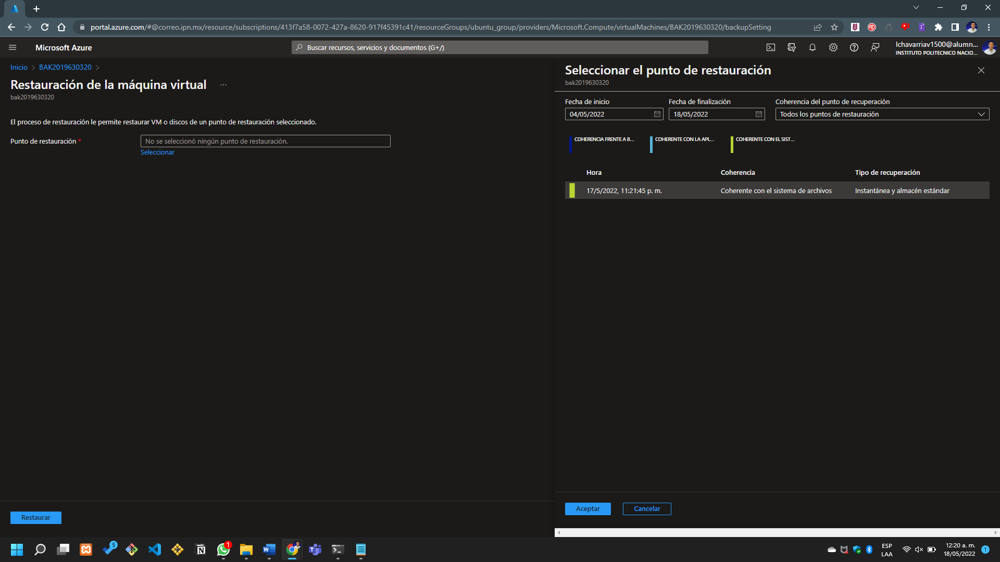 portal.azure.com/#@correo.ipn.mx/resource/subscriptions/413f7a58-0072-427a-8620-917f45391c41/resourceGroups/ubuntu_group/providers/Microsoft.Compute/virtualMachines/BAK2019630320/backupSetting
Microsoft Azure
Buscar recursos, servicios y documentos (G+/)
lchavarriav1500@alumn...
INSTITUTO POLITECNICO NACIO...
Inicio > BAK2019630320 >
Restauración de la máquina virtual ...
bak2019630320
El proceso de restauración le permite restaurar VM o discos de un punto de restauración seleccionado.
Punto de restauración *
No se seleccionó ningún punto de restauración.
Seleccionar
Restaurar
Seleccionar el punto de restauración
bak2019630320
Fecha de inicio
Fecha de finalización
Coherencia del punto de recuperación
04/05/2022
18/05/2022
Todos los puntos de restauración
COHERENCIA FRENTE A B...
COHERENTE CON LA APL...
COHERENTE CON EL SIST...
Hora Coherencia Tipo de recuperación
17/5/2022, 11:21:45 p. m. Coherente con el sistema de archivos Instantánea y almacén estándar
Aceptar
Cancelar
5
1
ESP
LAA
12:20 a. m.
18/05/2022
1